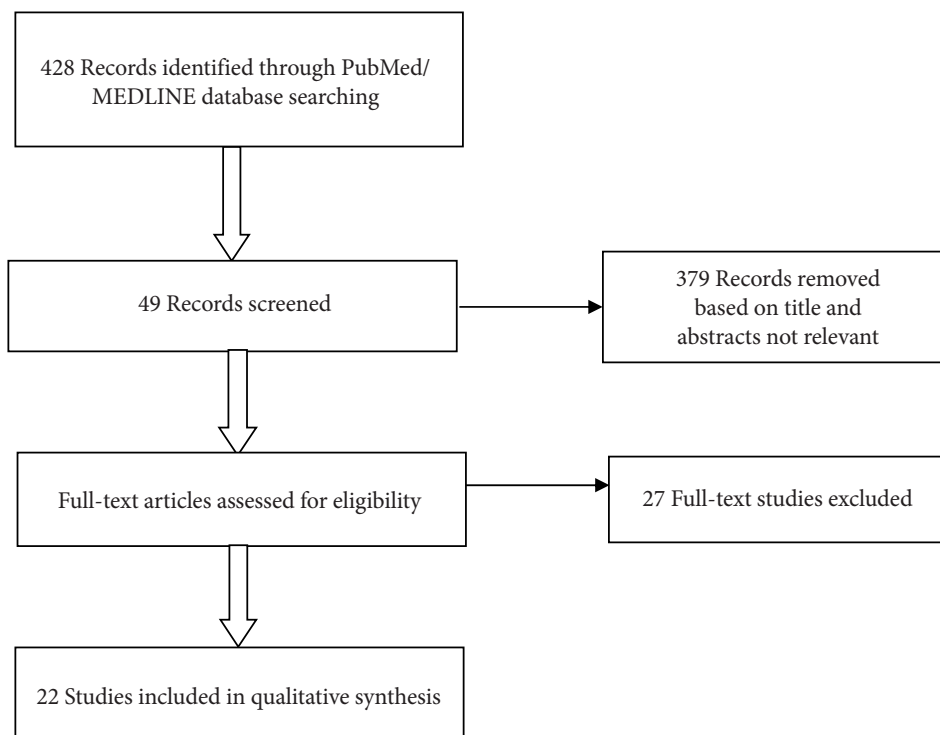 428 Records identified through PubMed/
MEDLINE database searching
49 Records screened
379 Records removed
based on title and
abstracts not relevant
Full-text articles assessed for eligibility
27 Full-text studies excluded
22 Studies included in qualitative synthesis